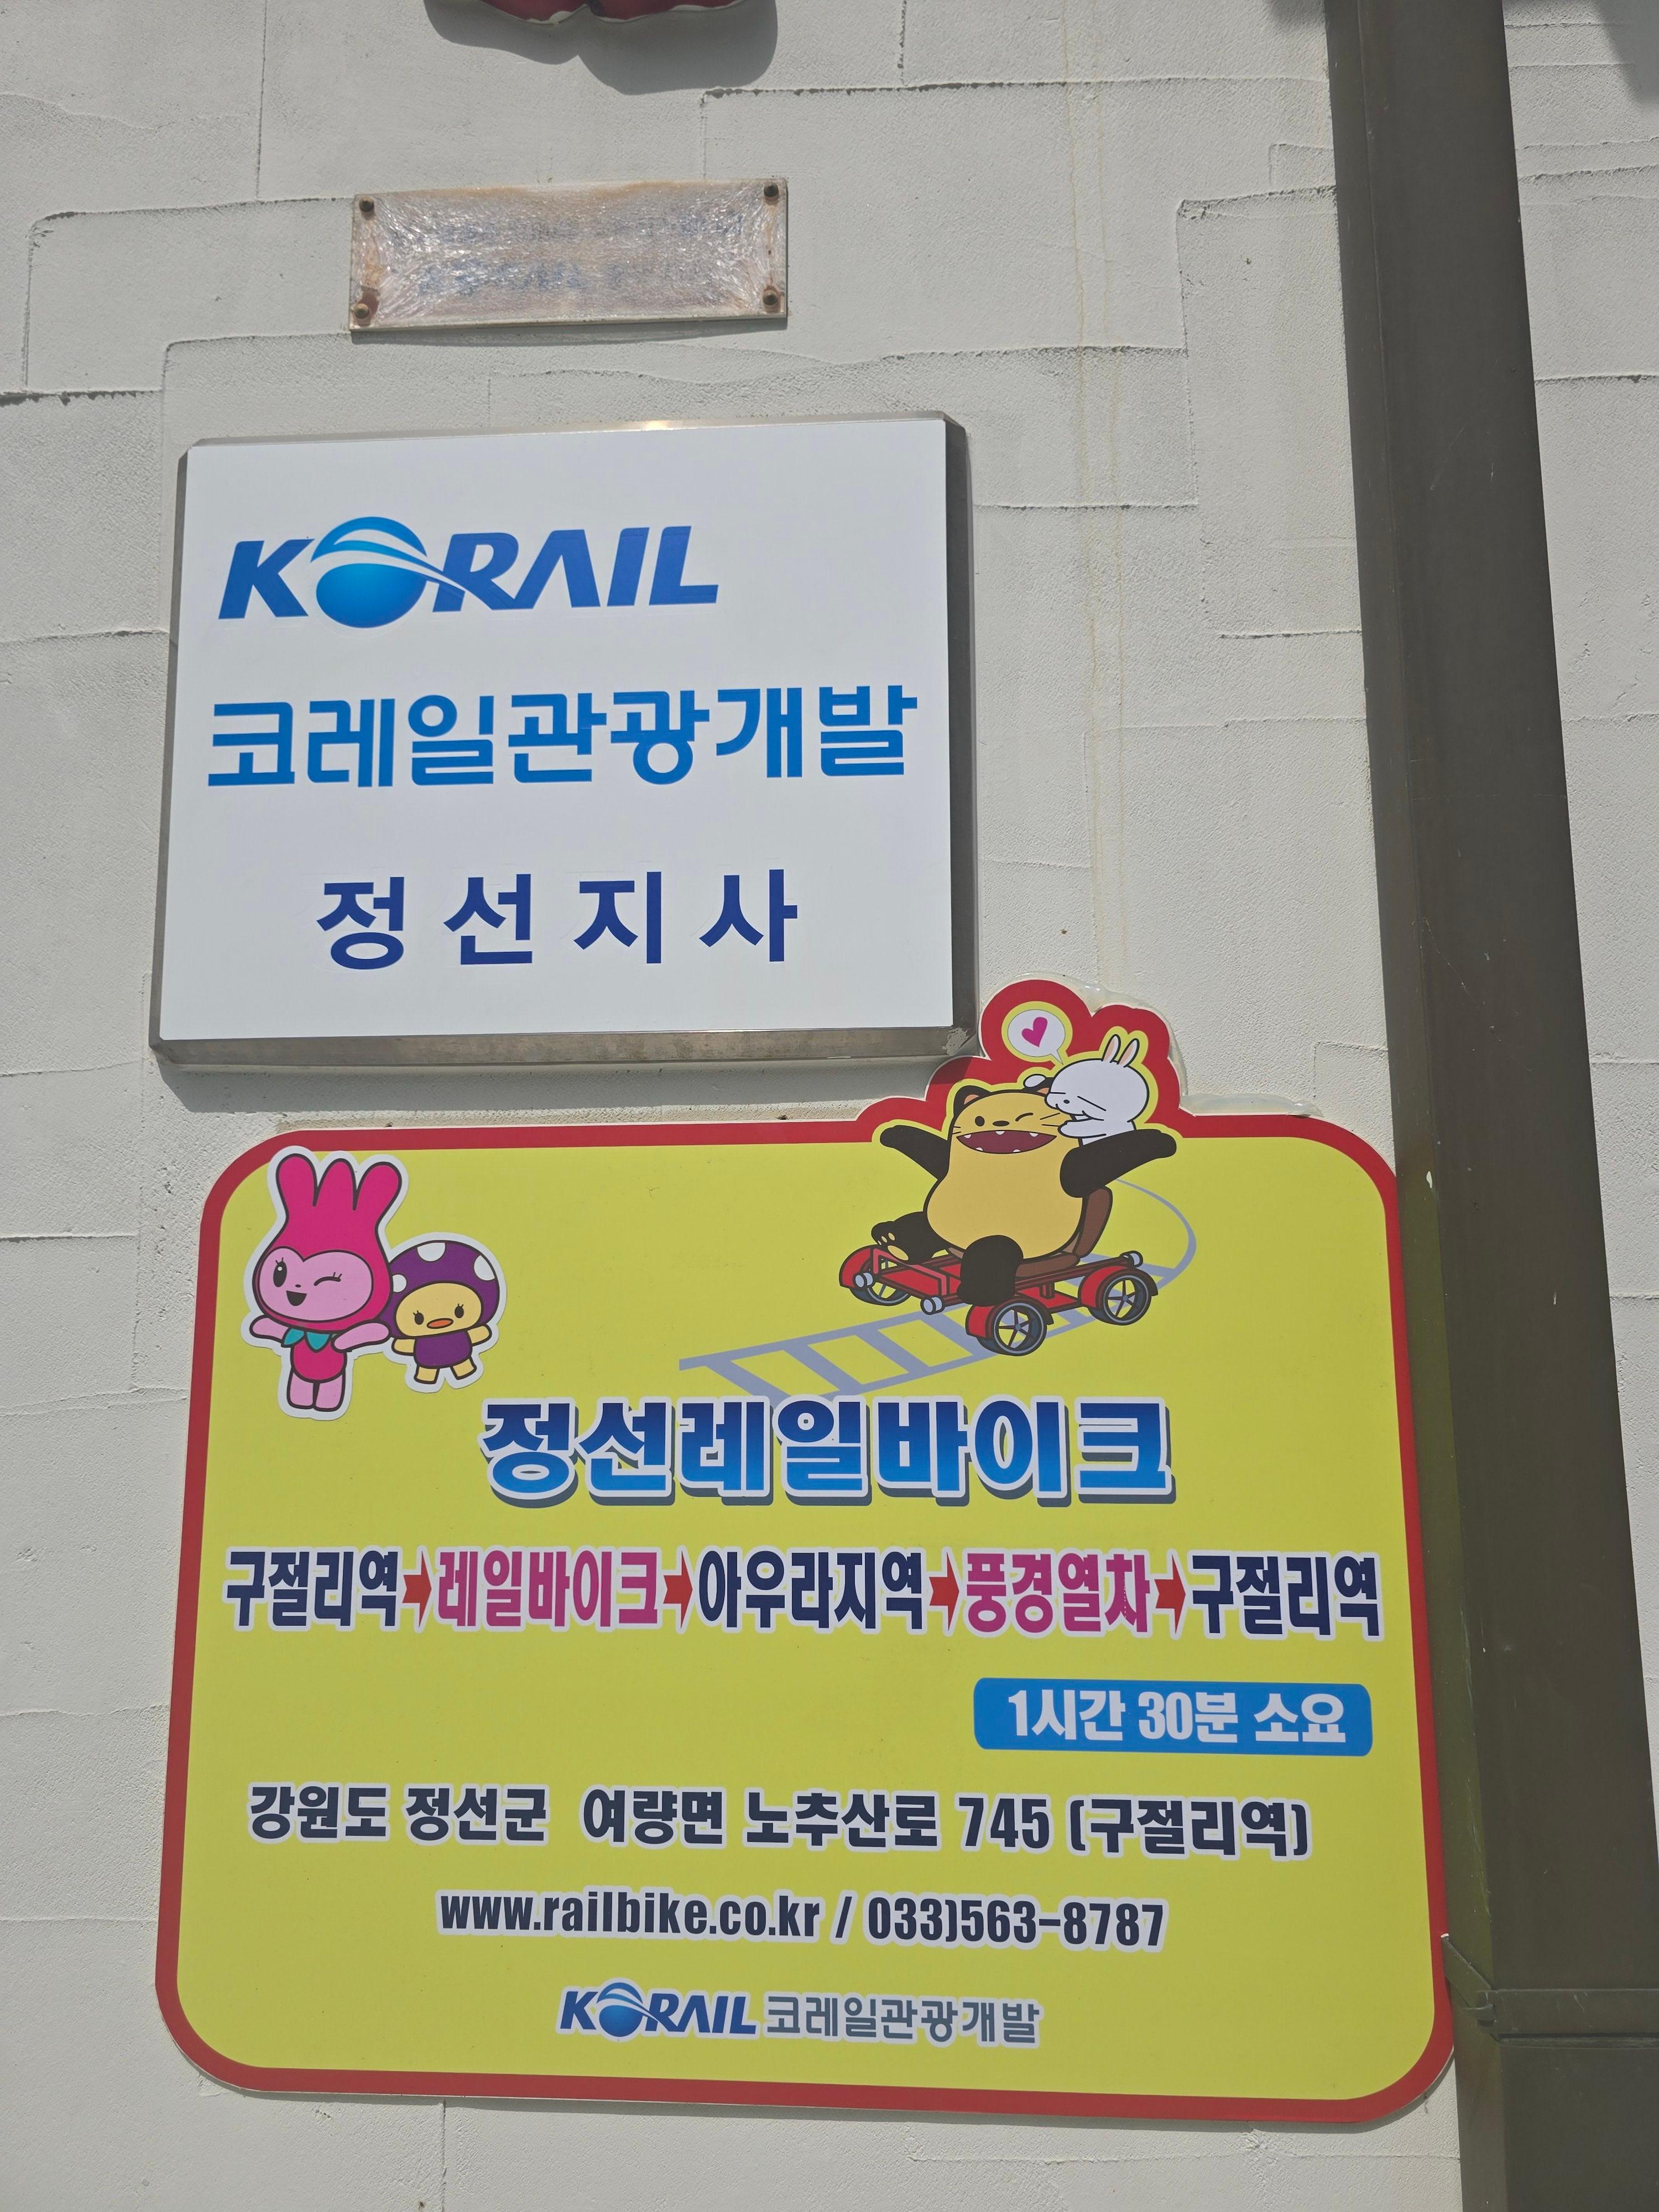 KORAIL
코레일관광개발
정선지사
정선레일바이크
구절리역➡레일바이크➡아우라지역➡풍경열차➡구절리역
1시간 30분 소요
강원도 정선군 여량면 노추산로 745 (구절리역)
www.railbike.co.kr / 033)563-8787
KORAIL 코레일관광개발